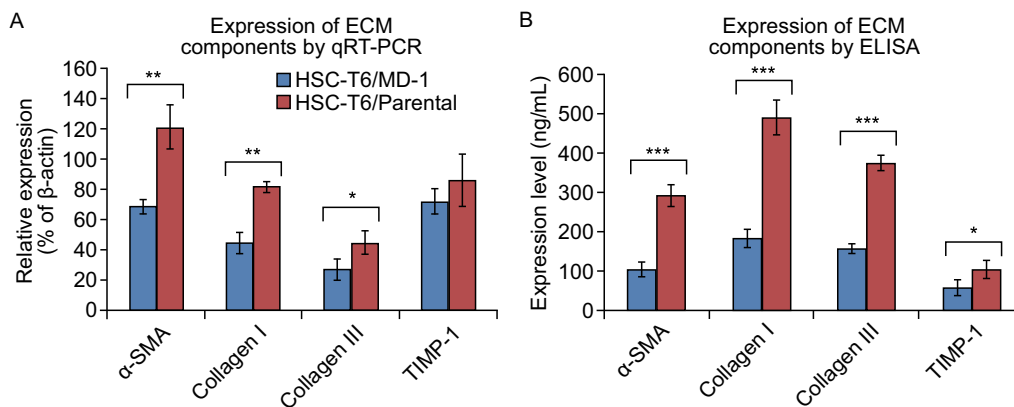 A
Expression of ECM
components by qRT-PCR
Relative expression
(% of β-actin)
160
140
120
100
80
60
40
20
0
HSC-T6/MD-1
HSC-T6/Parental
**
**
*
α-SMA
Collagen I
Collagen III
TIMP-1
B
Expression of ECM
components by ELISA
Expression level (ng/mL)
600
500
400
300
200
100
0
***
***
***
*
α-SMA
Collagen I
Collagen III
TIMP-1